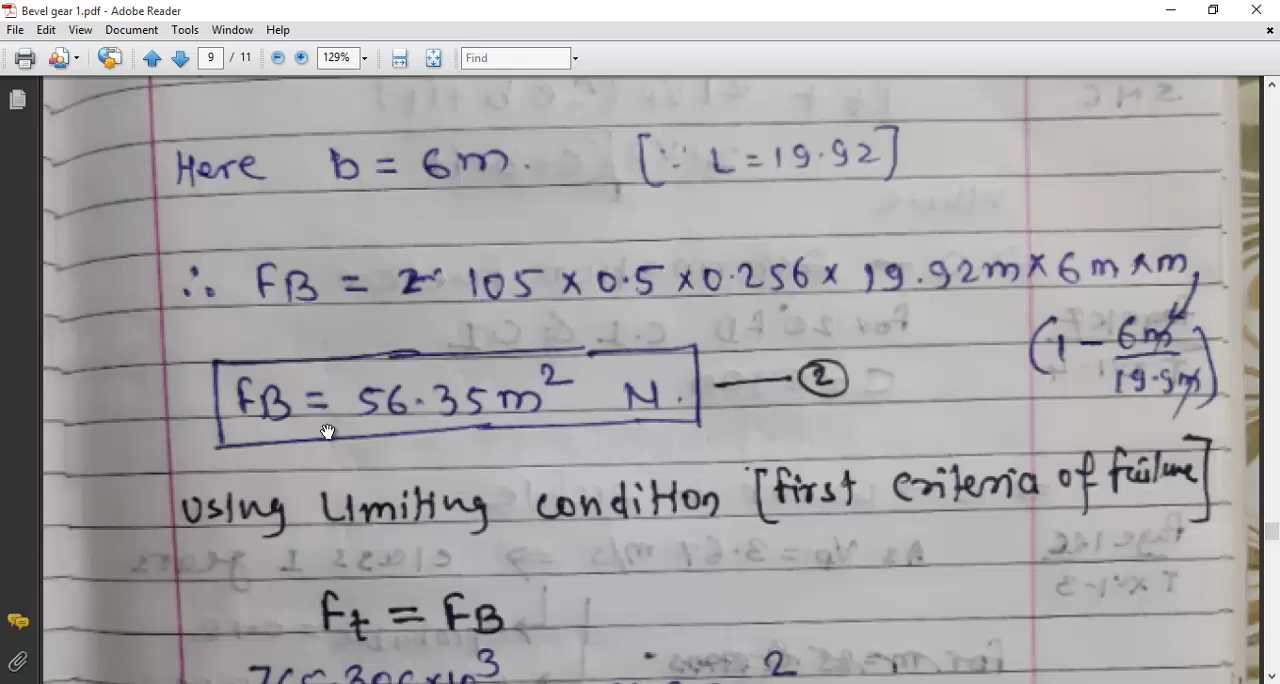 Bevel gear 1.pdf - Adobe Reader
File Edit View Document Tools Window Help
9 / 11 129% Find
Here b = 6m. [∵ L = 19.92]
∴ FB = 105 × 0.5 × 0.256 × 19.92m × 6m × m
(1 - 6m/19.9m)
FB = 56.35m² N. — ②
Using Limiting condition [first criteria of failure]
Ft = FB